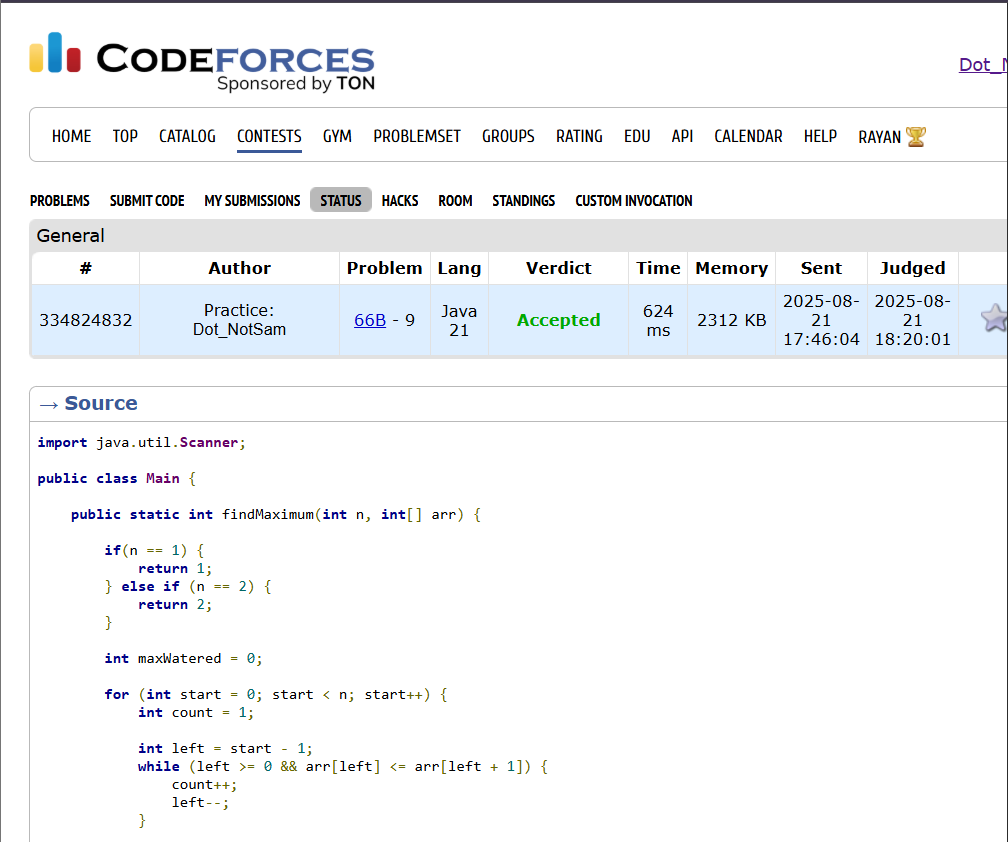 CODEFORCES
Sponsored by TON
Dot_
HOME TOP CATALOG CONTESTS GYM PROBLEMSET GROUPS RATING EDU API CALENDAR HELP RAYAN
PROBLEMS SUBMIT CODE MY SUBMISSIONS STATUS HACKS ROOM STANDINGS CUSTOM INVOCATION
General
# Author Problem Lang Verdict Time Memory Sent Judged
334824832 Practice: Dot_NotSam 66B - 9 Java 21 Accepted 624 ms 2312 KB 2025-08-21 17:46:04 2025-08-21 18:20:01
→ Source
import java.util.Scanner;
public class Main {
public static int findMaximum(int n, int[] arr) {
if(n == 1) {
return 1;
} else if (n == 2) {
return 2;
}
int maxWatered = 0;
for (int start = 0; start < n; start++) {
int count = 1;
int left = start - 1;
while (left >= 0 && arr[left] <= arr[left + 1]) {
count++;
left--;
}